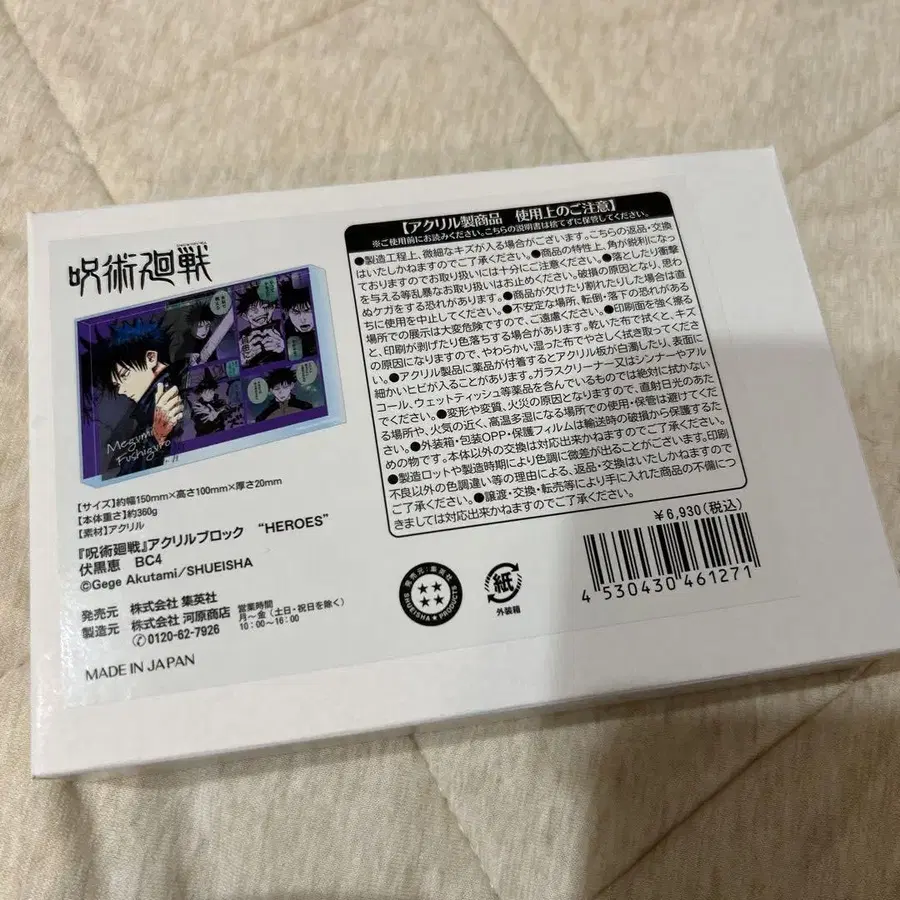 呪術廻戦
Megumi
Fushiguro
【サイズ】約幅150mm×高さ100mm×厚さ20mm
【本体重さ】約360g
【素材】アクリル
『呪術廻戦』アクリルブロック “HEROES”
伏黒恵 BC4
©Gege Akutami/SHUEISHA
発売元 株式会社 集英社
製造元 株式会社 河原商店
✆0120-62-7926
営業時間
月〜金（土日・祝日を除く）
10：00〜16：00
MADE IN JAPAN
【アクリル製商品 使用上のご注意】
※ご使用前にお読みください。こちらの説明書は捨てずに保管してください。
●製造工程上、微細なキズが入る場合がございます。こちらの返品・交換
はいたしかねますのでご了承ください。●商品の特性上、角が鋭利になっ
ておりますのでお取り扱いには十分にご注意ください。●落としたり衝撃
を与える等乱暴なお取り扱いはお止めください。破損の原因となり、思わ
ぬケガをする恐れがあります。●商品が欠けたり割れたりした場合は直
ちに使用を中止してください。●不安定な場所、転倒・落下の恐れがある
場所での展示は大変危険ですので、ご遠慮ください。●印刷面を強く擦る
と、印刷が剥げたり色落ちする場合があります。乾いた布で拭くと、キズ
の原因になりますので、やわらかい湿った布でやさしく拭き取ってくださ
い。●アクリル製品に薬品が付着するとアクリル板が白濁したり、表面に
細かいヒビが入ることがあります。ガラスクリーナー又はシンナーやアル
コール、ウェットティッシュ等薬品を含んでいるものでは絶対に拭かない
でください。●変形や変質、火災の原因となりますので、直射日光のあた
る場所や、火気の近く、高温多湿になる場所での使用・保管は避けてくだ
さい。●外装箱・包装OPP・保護フィルムは輸送時の破損から保護するた
めの物です。本体以外の交換は対応出来かねますのでご了承ください。
●製造ロットや製造時期により色調に微差が出ることがございます。印刷
不良以外の色調違い等の理由による、返品・交換はいたしかねますので
ご了承ください。●譲渡・交換・転売等により手に入れた商品の不備につ
きましては対応出来かねますのでご了承ください。
￥6,930（税込）
4 530430 461271
発売元：集英社
SHUEISHA PRODUCTS
紙
外装箱